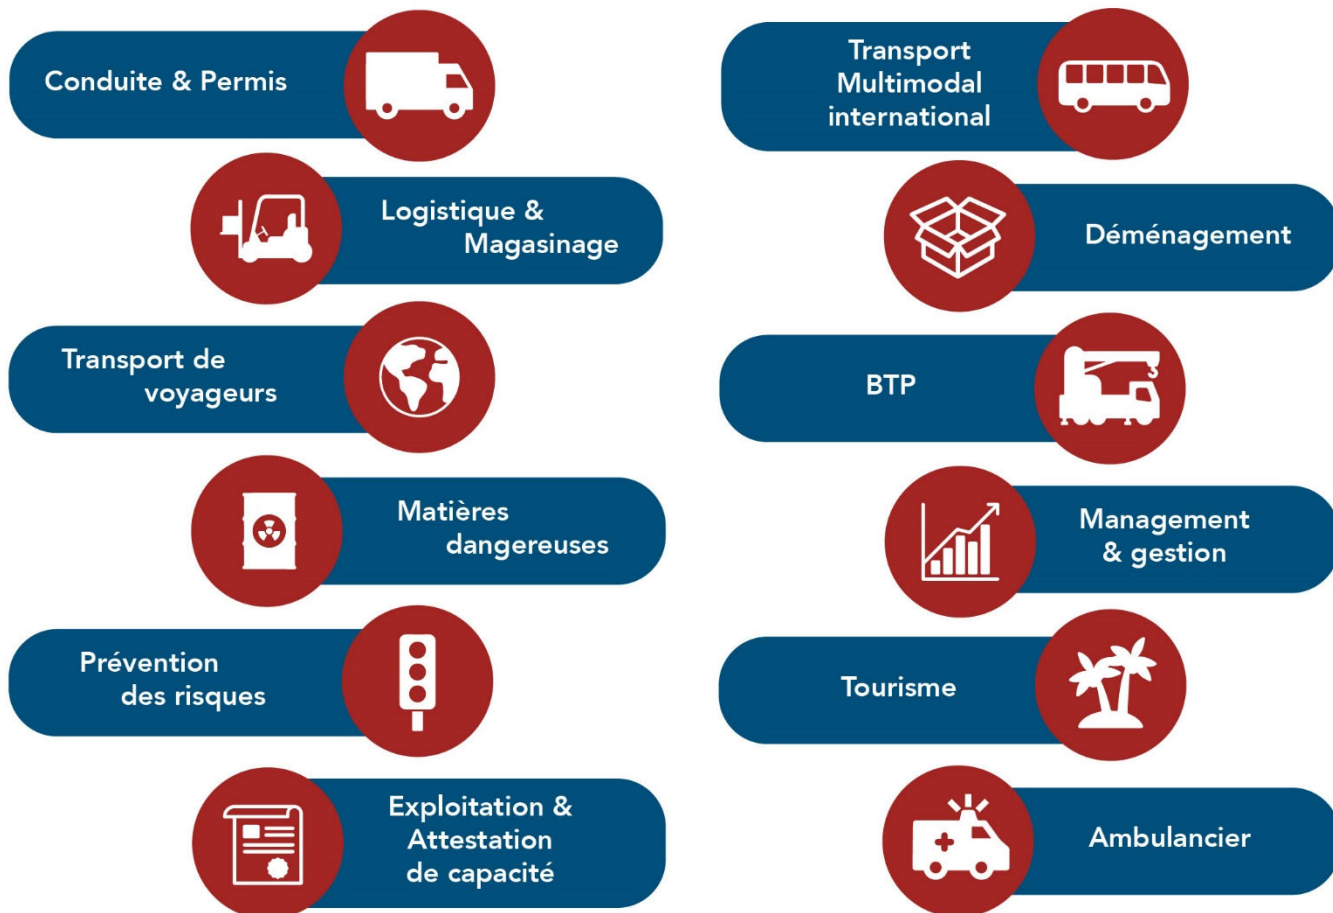 Conduite & Permis
Logistique &
Magasinage
Transport de
voyageurs
Matières
dangereuses
Prévention
des risques
Exploitation &
Attestation
de capacité
Transport
Multimodal
international
Déménagement
BTP
Management
& gestion
Tourisme
Ambulancier